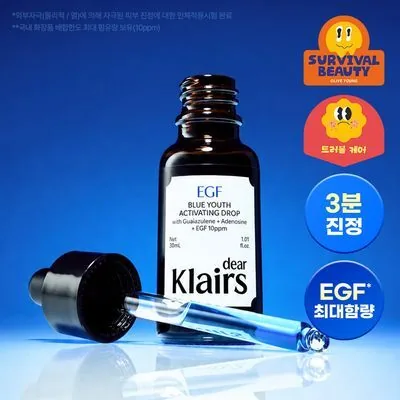 *외부자극(물리적 / 열)에 의해 자극된 피부 진정에 대한 인체적용시험 완료
**국내 화장품 배합한도 최대 함유량 보유(10ppm)
SURVIVAL
BEAUTY
OLIVE YOUNG
트러블 케어
3분
진정
EGF*
최대함량
EGF
BLUE YOUTH
ACTIVATING DROP
with Guaiazulene + Adenosine
+ EGF 10ppm
Net
30mL
1.01
fl.oz.
dear
Klairs